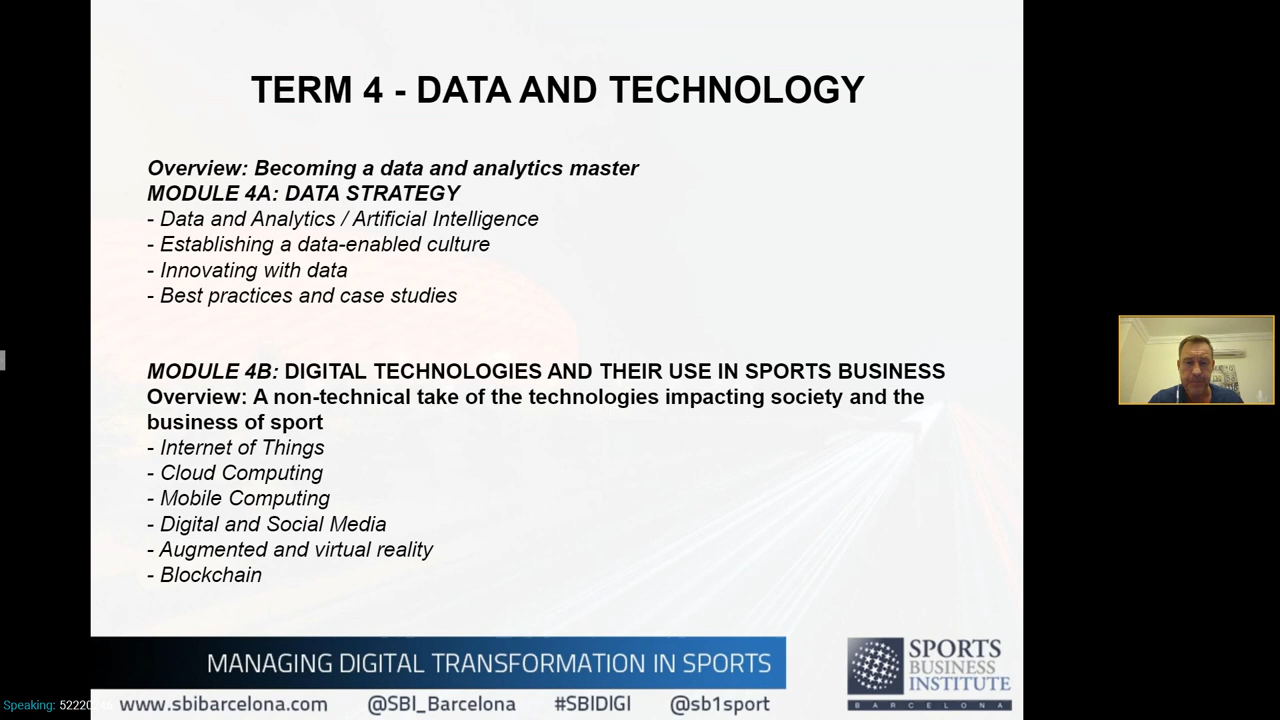 TERM 4 - DATA AND TECHNOLOGY
Overview: Becoming a data and analytics master
MODULE 4A: DATA STRATEGY
- Data and Analytics / Artificial Intelligence
- Establishing a data-enabled culture
- Innovating with data
- Best practices and case studies
MODULE 4B: DIGITAL TECHNOLOGIES AND THEIR USE IN SPORTS BUSINESS
Overview: A non-technical take of the technologies impacting society and the
business of sport
- Internet of Things
- Cloud Computing
- Mobile Computing
- Digital and Social Media
- Augmented and virtual reality
- Blockchain
MANAGING DIGITAL TRANSFORMATION IN SPORTS
SPORTS
BUSINESS
INSTITUTE
BARCELONA
Speaking:
www.sbibarcelona.com @SBI_Barcelona #SBIDIGI @sb1sport